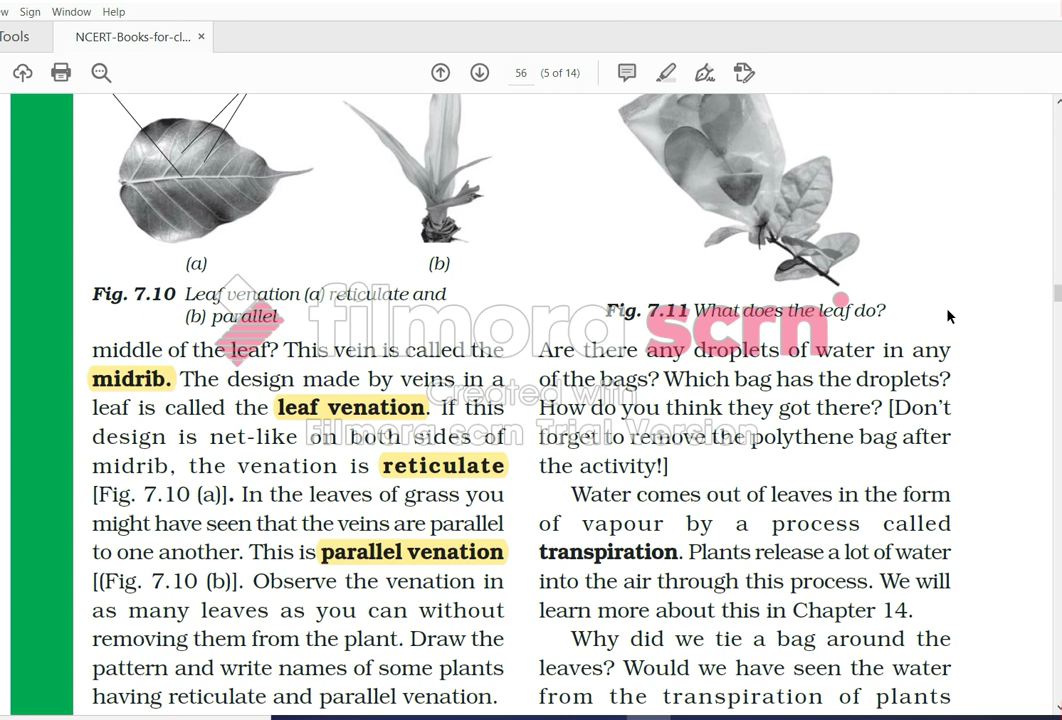 w Sign Window Help
Tools
NCERT-Books-for-cl... ×
56 (5 of 14)
(a)
(b)
Fig. 7.10 Leaf venation (a) reticulate and
(b) parallel
middle of the leaf? This vein is called the
midrib. The design made by veins in a
leaf is called the leaf venation. If this
design is net-like on both sides of
midrib, the venation is reticulate
[Fig. 7.10 (a)]. In the leaves of grass you
might have seen that the veins are parallel
to one another. This is parallel venation
[(Fig. 7.10 (b)]. Observe the venation in
as many leaves as you can without
removing them from the plant. Draw the
pattern and write names of some plants
having reticulate and parallel venation.
Fig. 7.11 What does the leaf do?
Are there any droplets of water in any
of the bags? Which bag has the droplets?
How do you think they got there? [Don't
forget to remove the polythene bag after
the activity!]
Water comes out of leaves in the form
of vapour by a process called
transpiration. Plants release a lot of water
into the air through this process. We will
learn more about this in Chapter 14.
Why did we tie a bag around the
leaves? Would we have seen the water
from the transpiration of plants
filmora scrn
Created with
Filmora scrn Trial Version